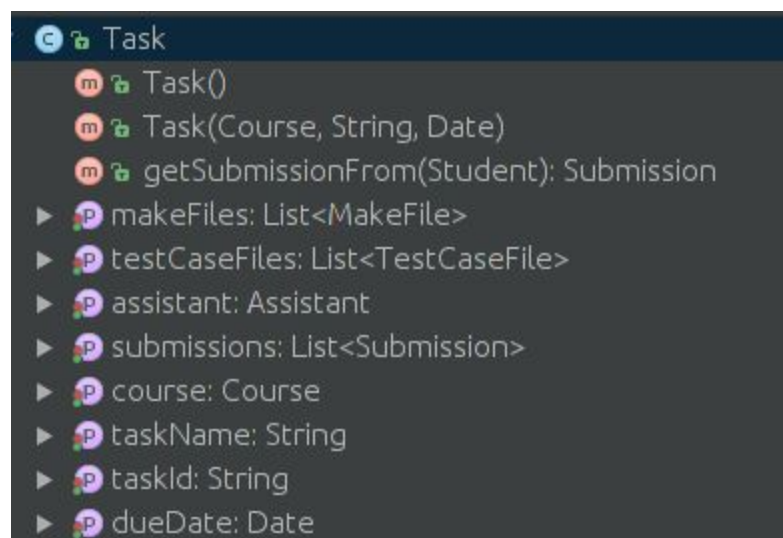 C Task
m Task()
m Task(Course, String, Date)
m getSubmissionFrom(Student): Submission
P makeFiles: List<MakeFile>
P testCaseFiles: List<TestCaseFile>
P assistant: Assistant
P submissions: List<Submission>
P course: Course
P taskName: String
P taskId: String
P dueDate: Date